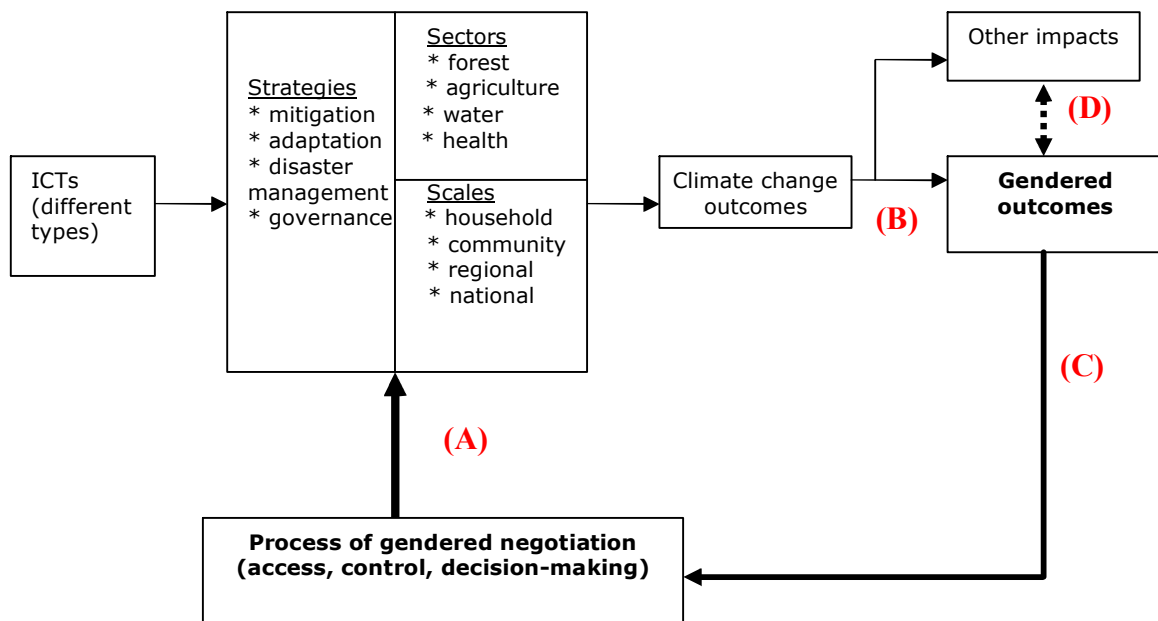 ICTs
(different
types)
Strategies
* mitigation
* adaptation
* disaster
management
* governance
Sectors
* forest
* agriculture
* water
* health
Scales
* household
* community
* regional
* national
Climate change
outcomes
Other impacts
(D)
Gendered
outcomes
(B)
(C)
(A)
Process of gendered negotiation
(access, control, decision-making)